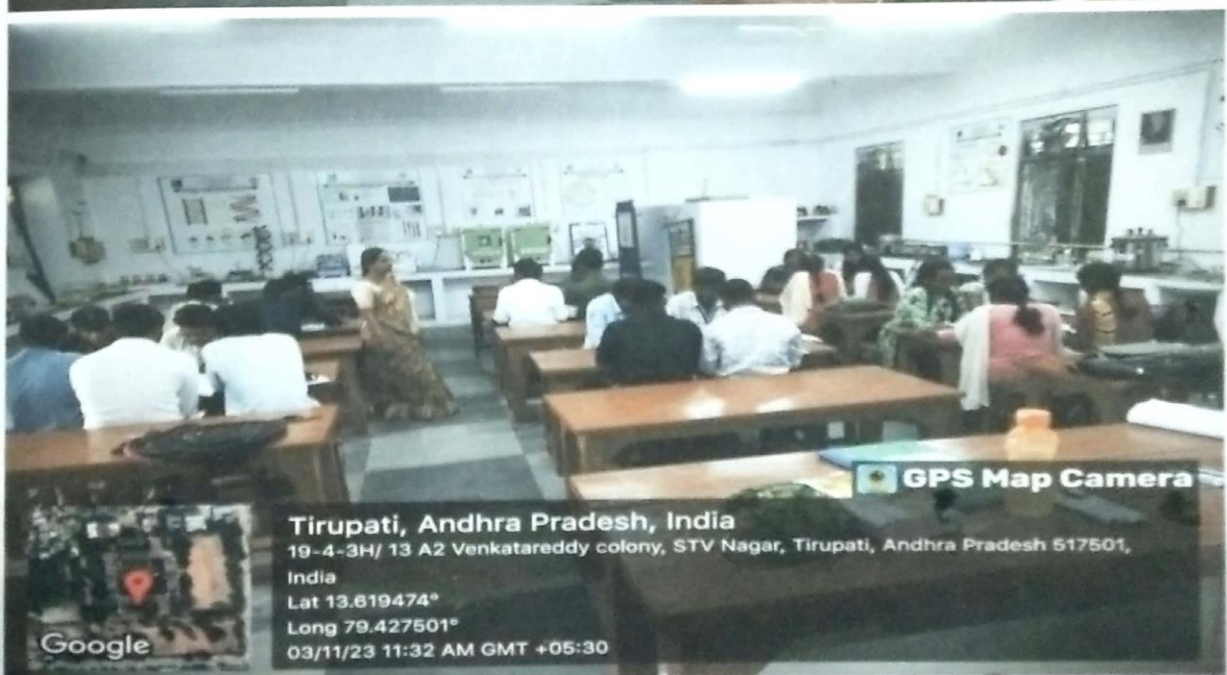 GPS Map Camera
Tirupati, Andhra Pradesh, India
19-4-3H/ 13 A2 Venkatareddy colony, STV Nagar, Tirupati, Andhra Pradesh 517501,
India
Lat 13.619474°
Long 79.427501°
03/11/23 11:32 AM GMT +05:30
Google